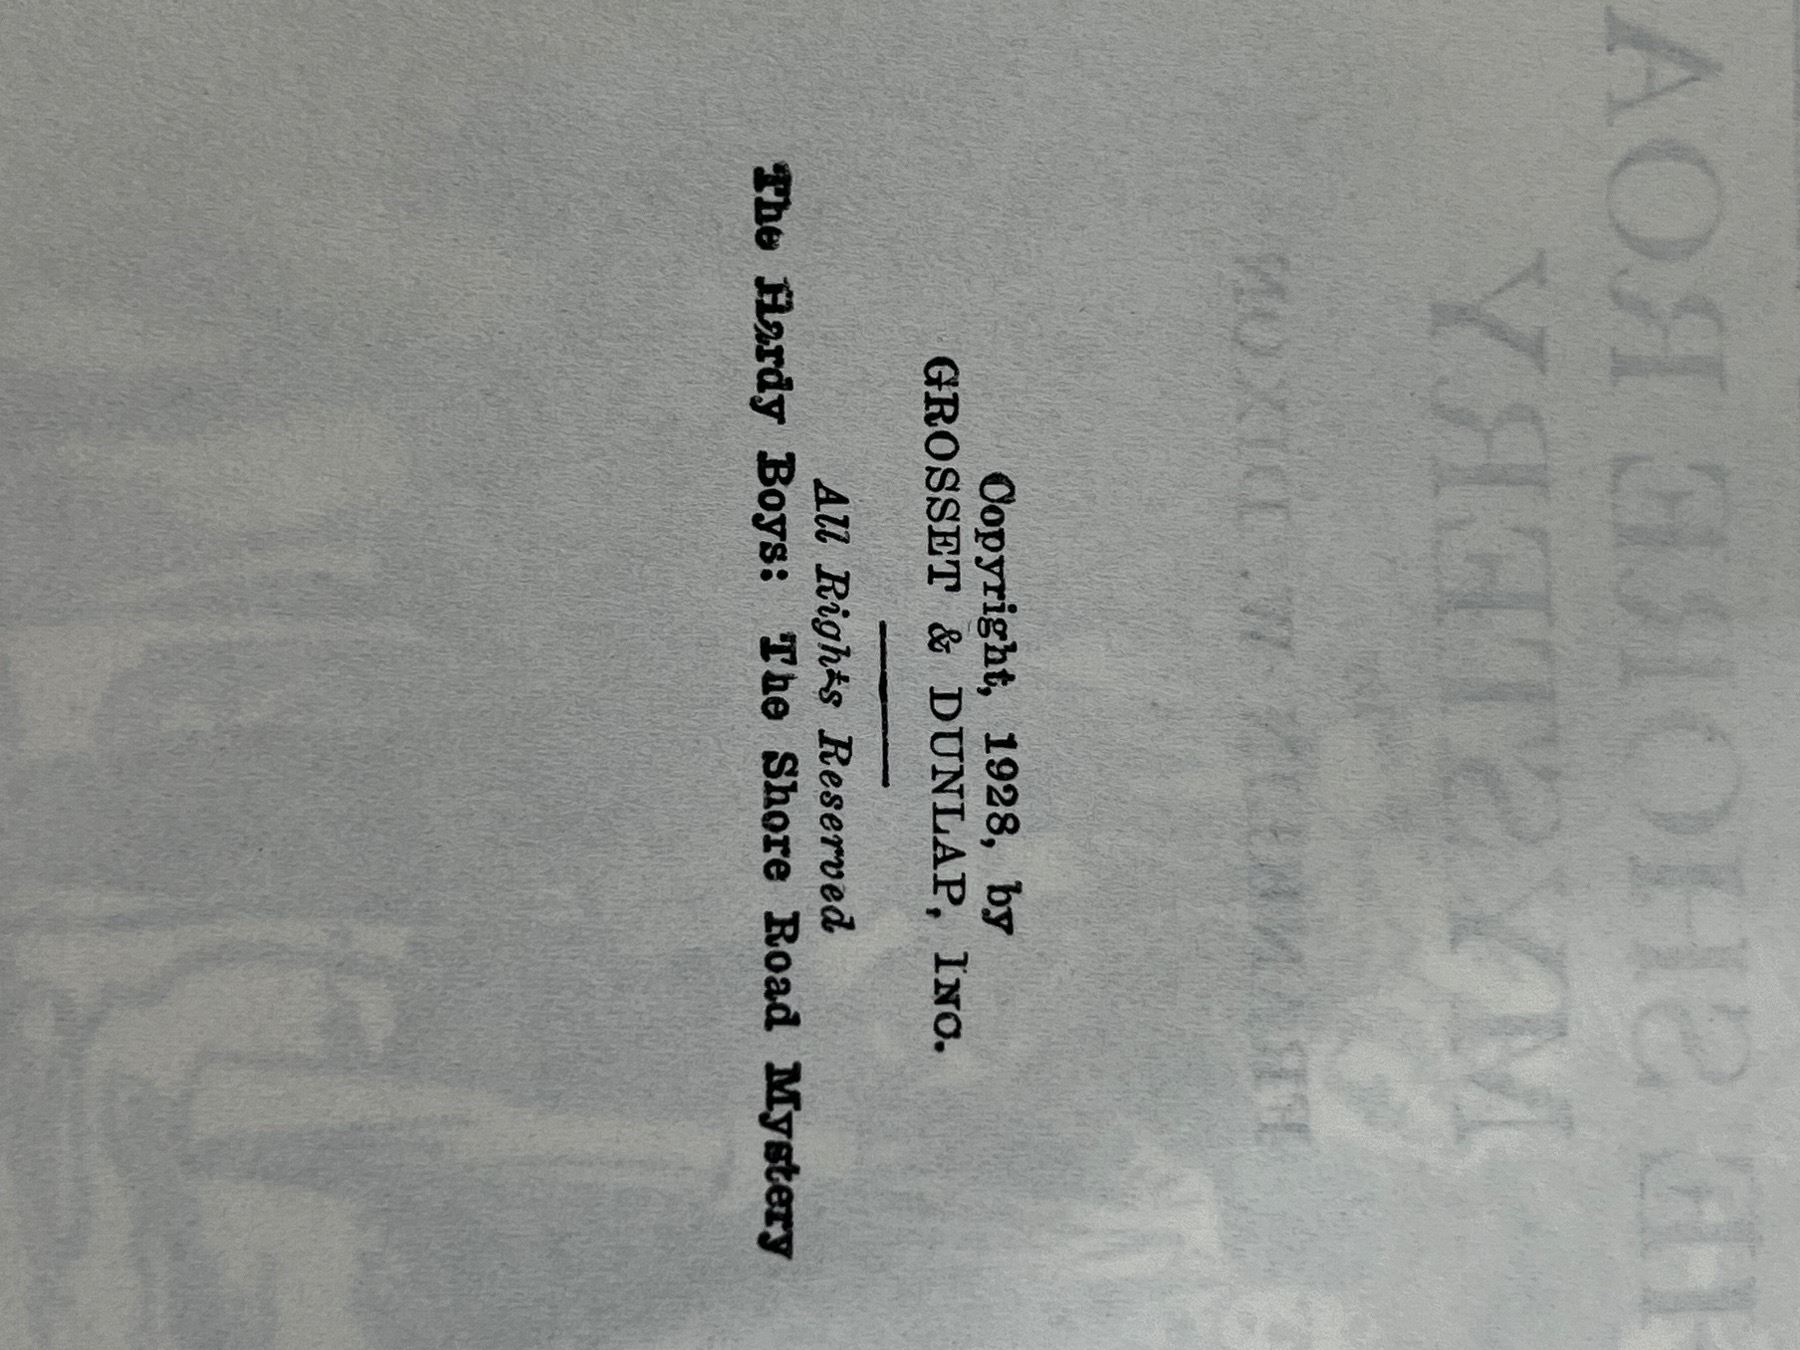 Copyright, 1928, by
GROSSET & DUNLAP, INC.
All Rights Reserved
The Hardy Boys: The Shore Road Mystery